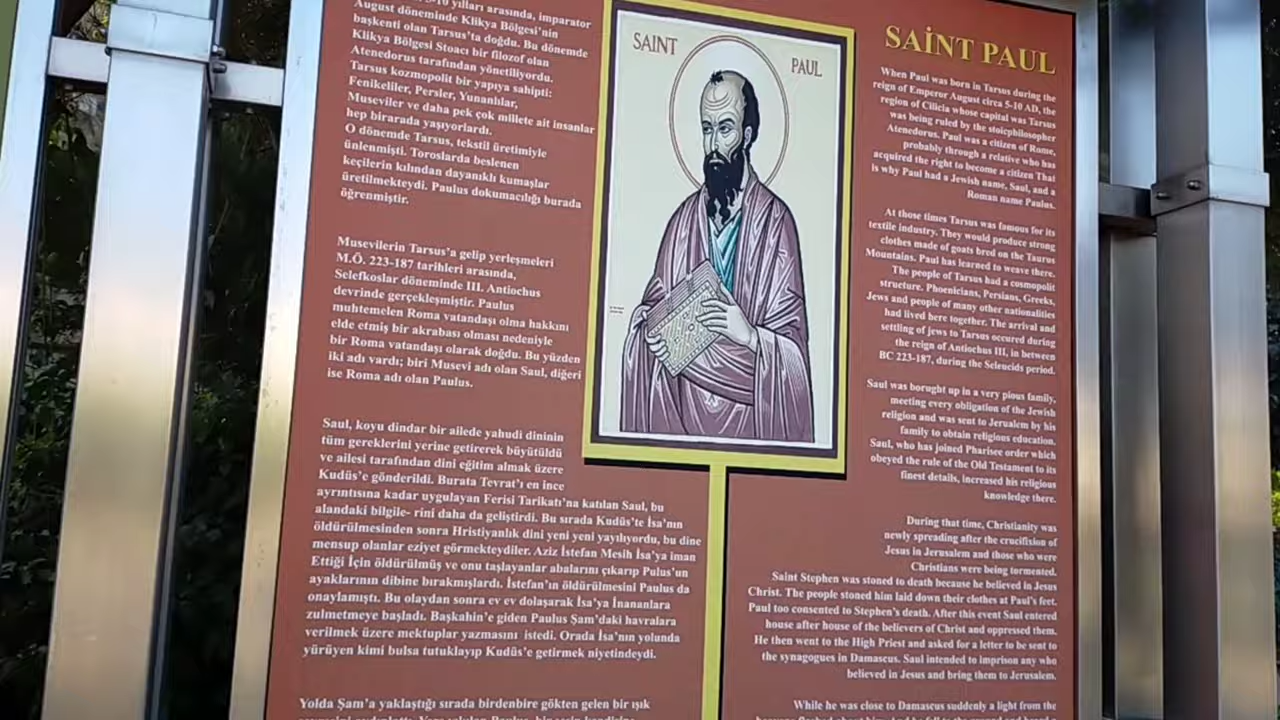 yılları arasında, imparator
August döneminde Klikya Bölgesi'nin
başkenti olan Tarsus'ta doğdu. Bu dönemde
Klikya Bölgesi Stoacı bir filozof olan
Atenedorus tarafından yönetiliyordu.
Tarsus kozmopolit bir yapıya sahipti:
Fenikeliler, Persler, Yunanlılar,
Museviler ve daha pek çok millete ait insanlar
hep birarada yaşıyorlardı.
O dönemde Tarsus, tekstil üretimiyle
ünlenmişti. Toroslarda beslenen
keçilerin kılından dayanıklı kumaşlar
üretilmekteydi. Paulus dokumacılığı burada
öğrenmiştir.
Musevilerin Tarsus'a gelip yerleşmeleri
M.Ö. 223-187 tarihleri arasında,
Selefkoslar döneminde III. Antiochus
devrinde gerçekleşmiştir. Paulus
muhtemelen Roma vatandaşı olma hakkını
elde etmiş bir akrabası olması nedeniyle
bir Roma vatandaşı olarak doğdu. Bu yüzden
iki adı vardı; biri Musevi adı olan Saul, diğeri
ise Roma adı olan Paulus.
Saul, koyu dindar bir ailede yahudi dininin
tüm gereklerini yerine getirerek büyütüldü
ve ailesi tarafından dini eğitim almak üzere
Kudüs'e gönderildi. Burata Tevrat'ı en ince
ayrıntısına kadar uygulayan Ferisi Tarikatı'na katılan Saul, bu
alandaki bilgile- rini daha da geliştirdi. Bu sırada Kudüs'te İsa'nın
öldürülmesinden sonra Hristiyanlık dini yeni yeni yayılıyordu, bu dine
mensup olanlar eziyet görmekteydiler. Aziz İstefan Mesih İsa'ya iman
Ettiği İçin öldürülmüş ve onu taşlayanlar abalarını çıkarıp Pulus'un
ayaklarının dibine bırakmışlardı. İstefan'ın öldürülmesini Paulus da
onaylamıştı. Bu olaydan sonra ev ev dolaşarak İsa'ya İnananlara
zulmetmeye başladı. Başkahin'e giden Paulus Şam'daki havralara
verilmek üzere mektuplar yazmasını istedi. Orada İsa'nın yolunda
yürüyen kimi bulsa tutuklayıp Kudüs'e getirmek niyetindeydi.
Yolda Şam'a yaklaştığı sırada birdenbire gökten gelen bir ışık
SAINT PAUL
SAİNT PAUL
When Paul was born in Tarsus during the
reign of Emperor August circa 5-10 AD, the
region of Cilicia whose capital was Tarsus
was being ruled by the stoicphilosopher
Atenedorus. Paul was a citizen of Rome,
probably through a relative who has
acquired the right to become a citizen That
is why Paul had a Jewish name, Saul, and a
Roman name Paulus.
At those times Tarsus was famous for its
textile industry. They would produce strong
clothes made of goats bred on the Taurus
Mountains. Paul has learned to weave there.
The people of Tarsus had a cosmopolit
structure. Phoenicians, Persians, Greeks,
Jews and people of many other nationalities
had lived here together. The arrival and
settling of jews to Tarsus occured during
the reign of Antiochus III, in between
BC 223-187, during the Seleucids period.
Saul was borught up in a very pious family,
meeting every obligation of the Jewish
religion and was sent to Jerusalem by his
family to obtain religious education.
Saul, who has joined Pharisee order which
obeyed the rule of the Old Testament to its
finest details, increased his religious
knowledge there.
During that time, Christianity was
newly spreading after the crucifixion of
Jesus in Jerusalem and those who were
Christians were being tormented.
Saint Stephen was stoned to death because he believed in Jesus
Christ. The people stoned him laid down their clothes at Paul's feet.
Paul too consented to Stephen's death. After this event Saul entered
house after house of the believers of Christ and oppressed them.
He then went to the High Priest and asked for a letter to be sent to
the synagogues in Damascus. Saul intended to imprison any who
believed in Jesus and bring them to Jerusalem.
While he was close to Damascus suddenly a light from the